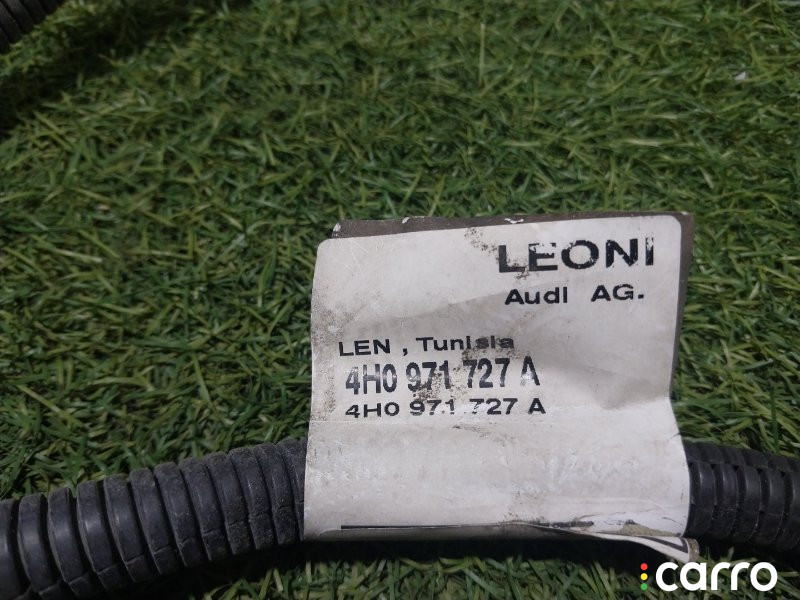 LEONI
Audi AG.
LEN , Tunisia
4H0 971 727 A
4H0 971 727 A
carro